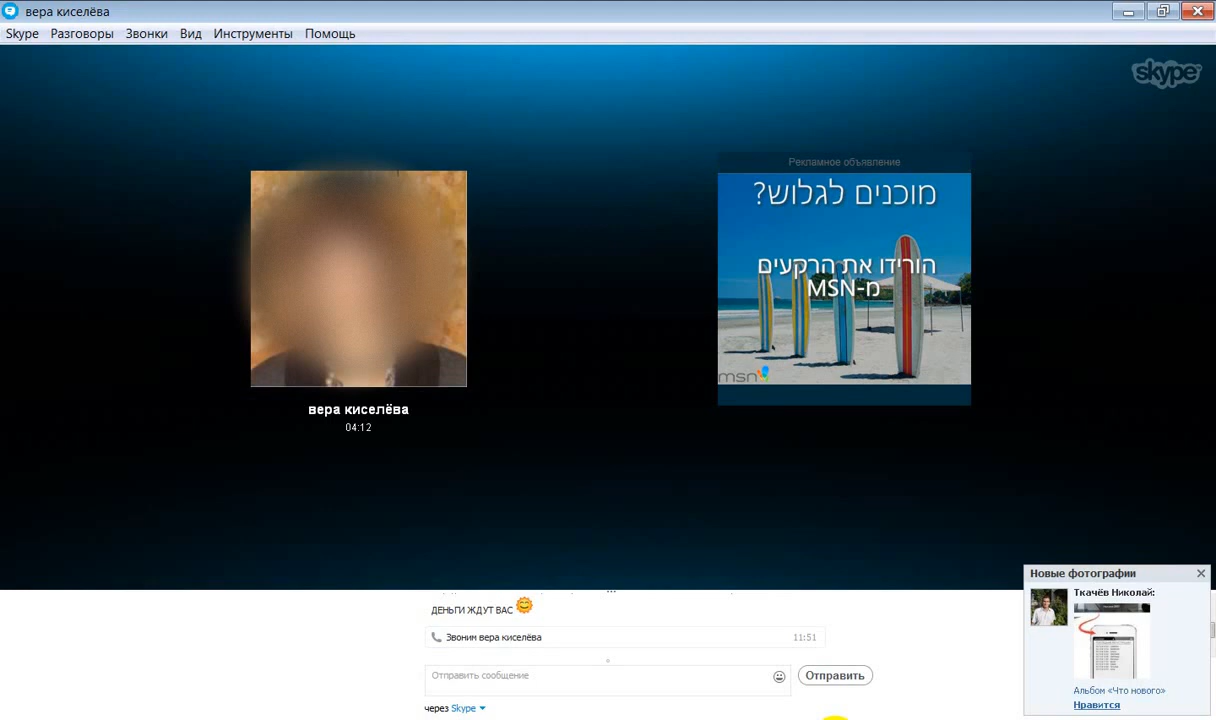 вера киселёва
Skype Разговоры Звонки Вид Инструменты Помощь
skype
Рекламное объявление
מוכנים לגלוש?
הורידו את הרקעים
מ-MSN
msn
вера киселёва
04:12
ДЕНЬГИ ЖДУТ ВАС
Звоним вера киселёва 11:51
Отправить сообщение
Отправить
через Skype
Новые фотографии
Ткачёв Николай:
Альбом «Что нового»
Нравится